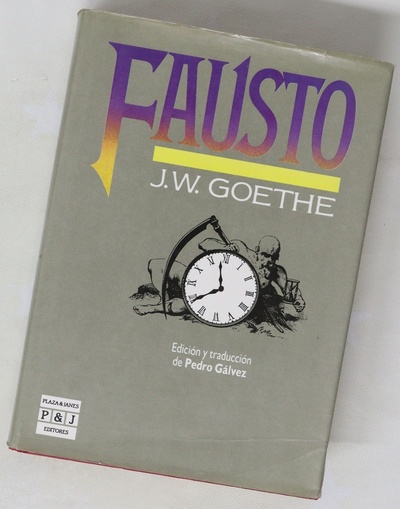 FAUSTO
J.W. GOETHE
Edición y traducción
de Pedro Gálvez
PLAZA & JANES
P & J
EDITORES